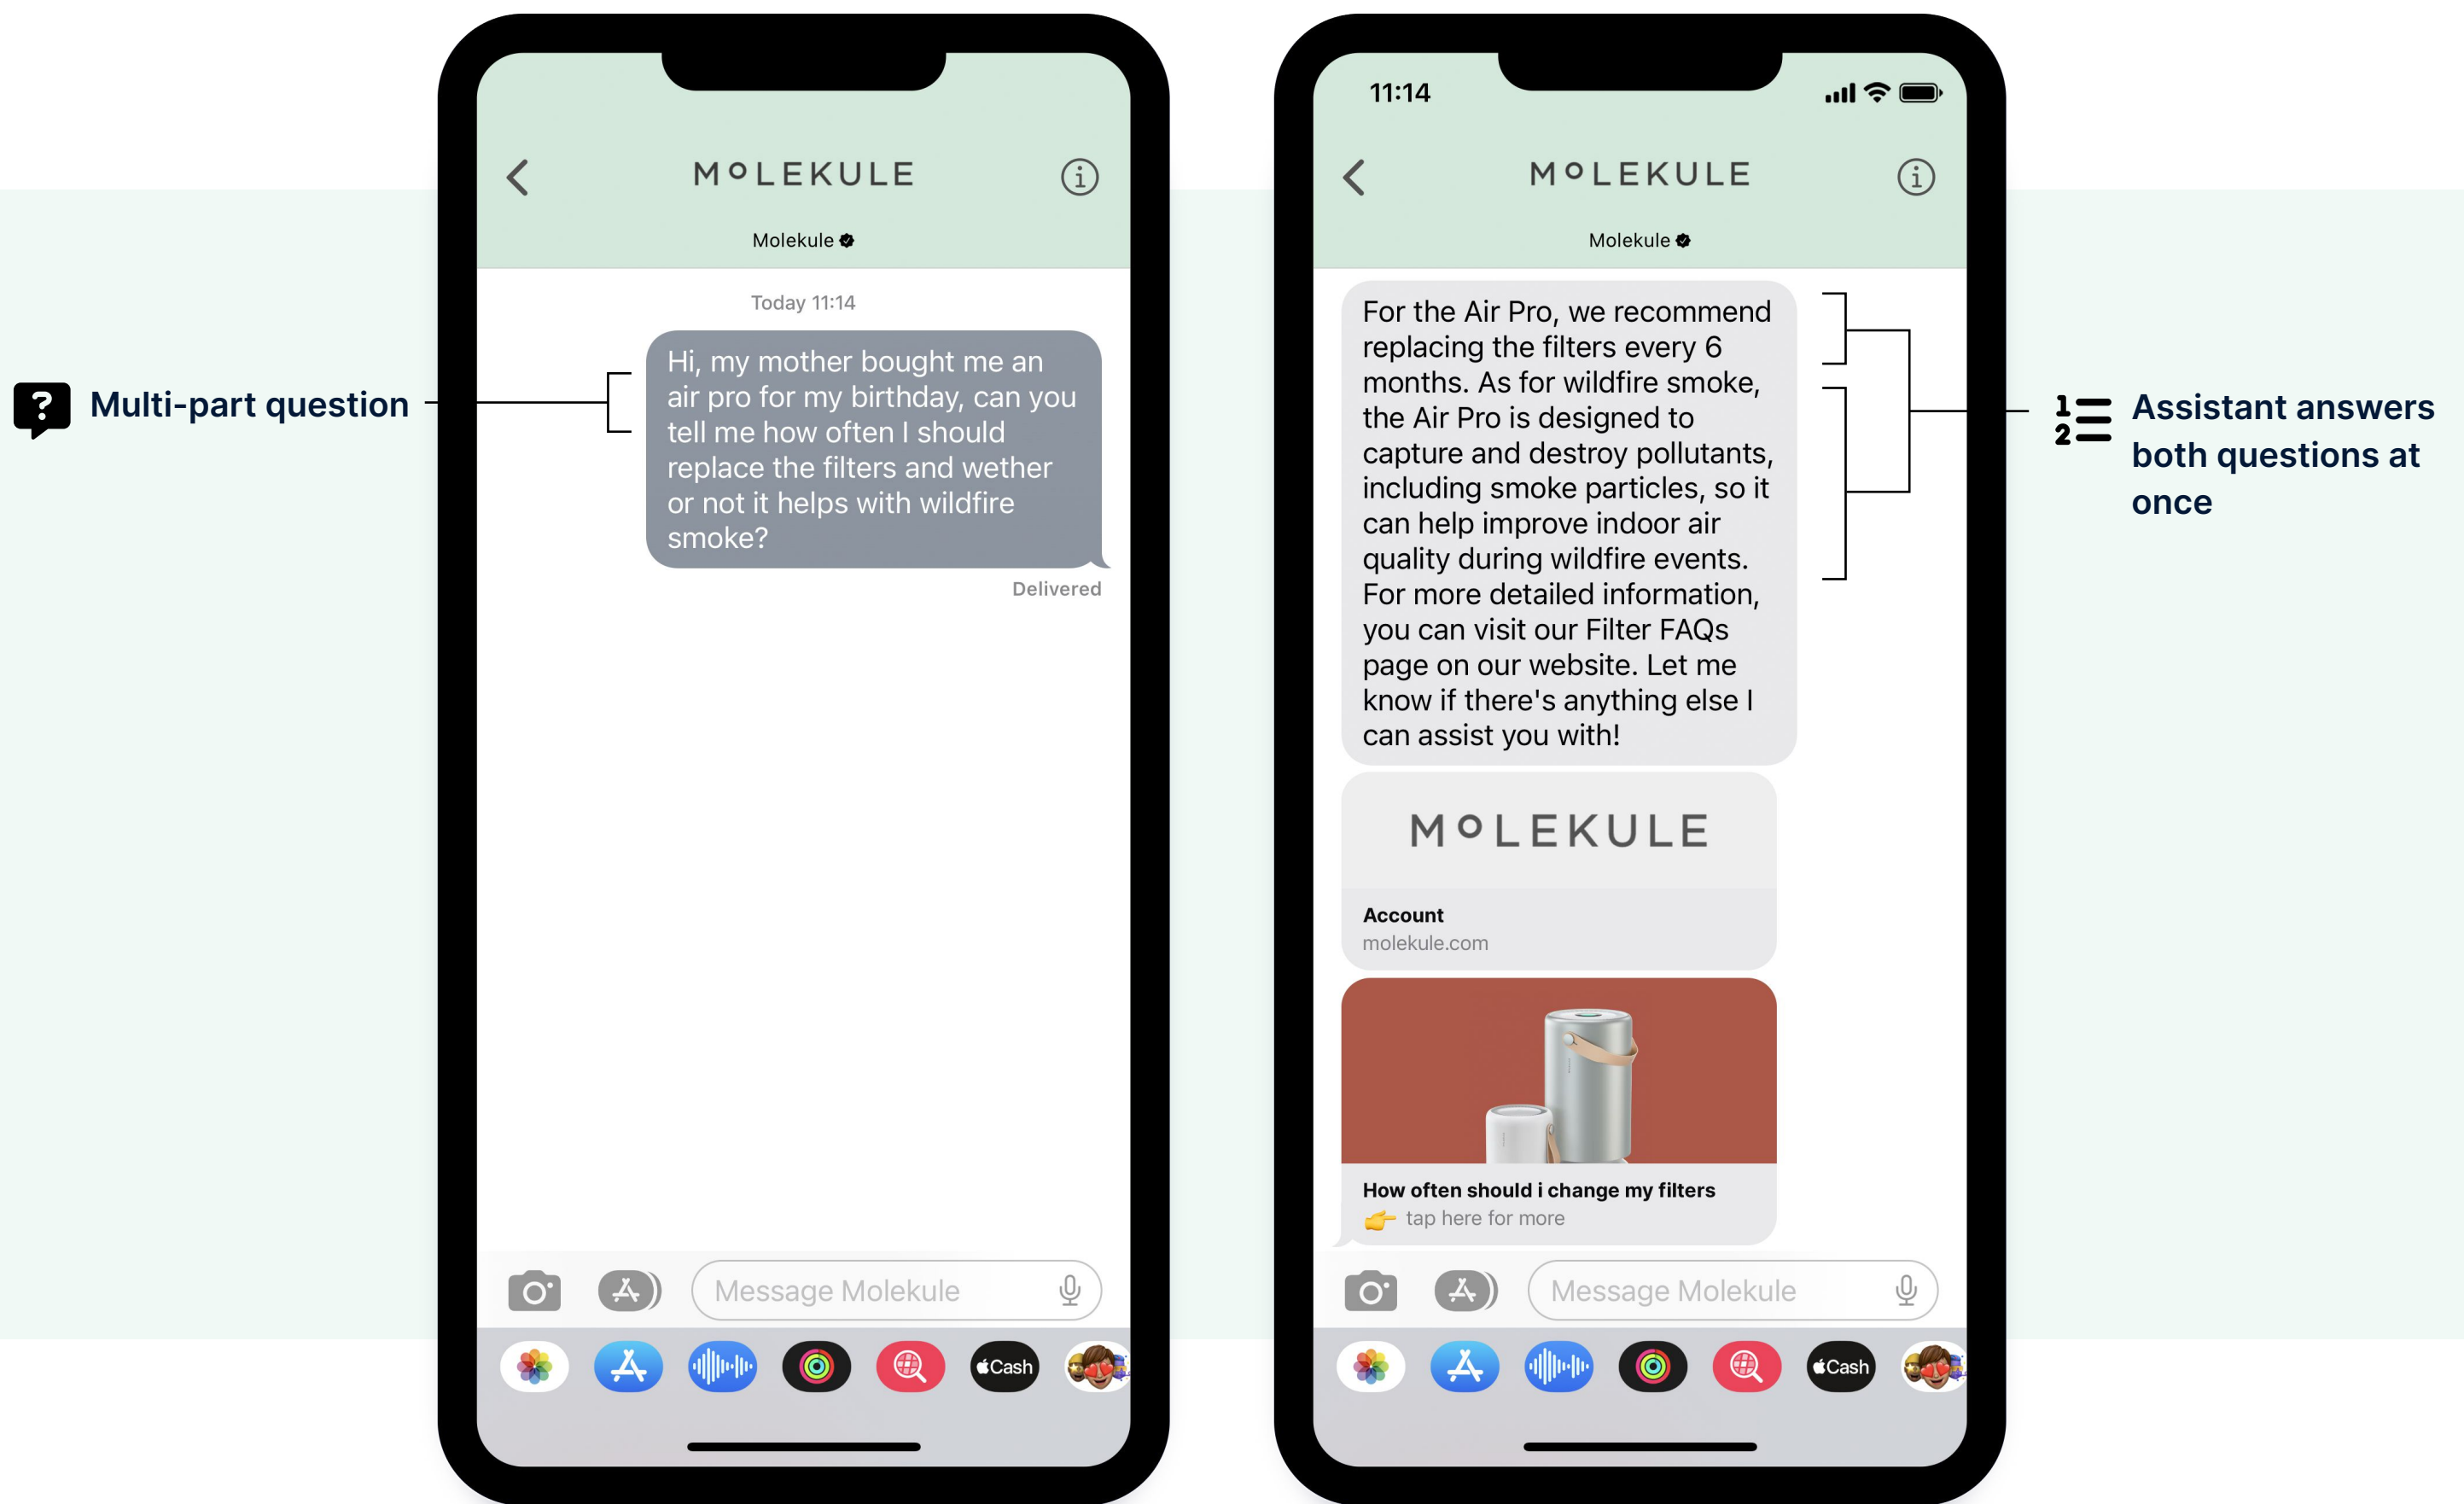 Multi-part question
MOLEKULE
Molekule
Today 11:14
Hi, my mother bought me an
air pro for my birthday, can you
tell me how often I should
replace the filters and wether
or not it helps with wildfire
smoke?
Delivered
Message Molekule
Cash
11:14
MOLEKULE
Molekule
For the Air Pro, we recommend
replacing the filters every 6
months. As for wildfire smoke,
the Air Pro is designed to
capture and destroy pollutants,
including smoke particles, so it
can help improve indoor air
quality during wildfire events.
For more detailed information,
you can visit our Filter FAQs
page on our website. Let me
know if there's anything else I
can assist you with!
MOLEKULE
Account
molekule.com
How often should i change my filters
👉 tap here for more
Message Molekule
Cash
1
2
Assistant answers
both questions at
once